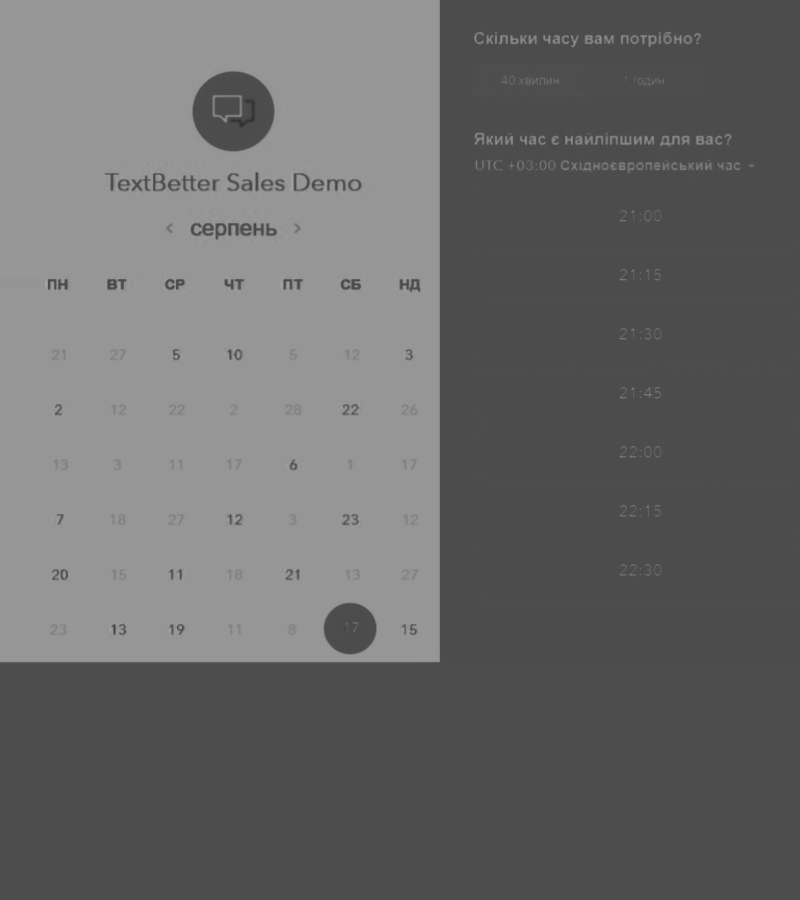 TextBetter Sales Demo
серпень
ПН ВТ СР ЧТ ПТ СБ НД
21 27 5 10 5 12 3
2 12 22 2 28 22 26
13 3 11 17 6 1 17
7 18 27 12 3 23 12
20 15 11 18 21 13 27
23 13 19 11 8 17 15
Скільки часу вам потрібно?
40 хвилин 1 годин
Який час є найліпшим для вас?
UTC +03:00 Східноєвропейський час
21:00
21:15
21:30
21:45
22:00
22:15
22:30